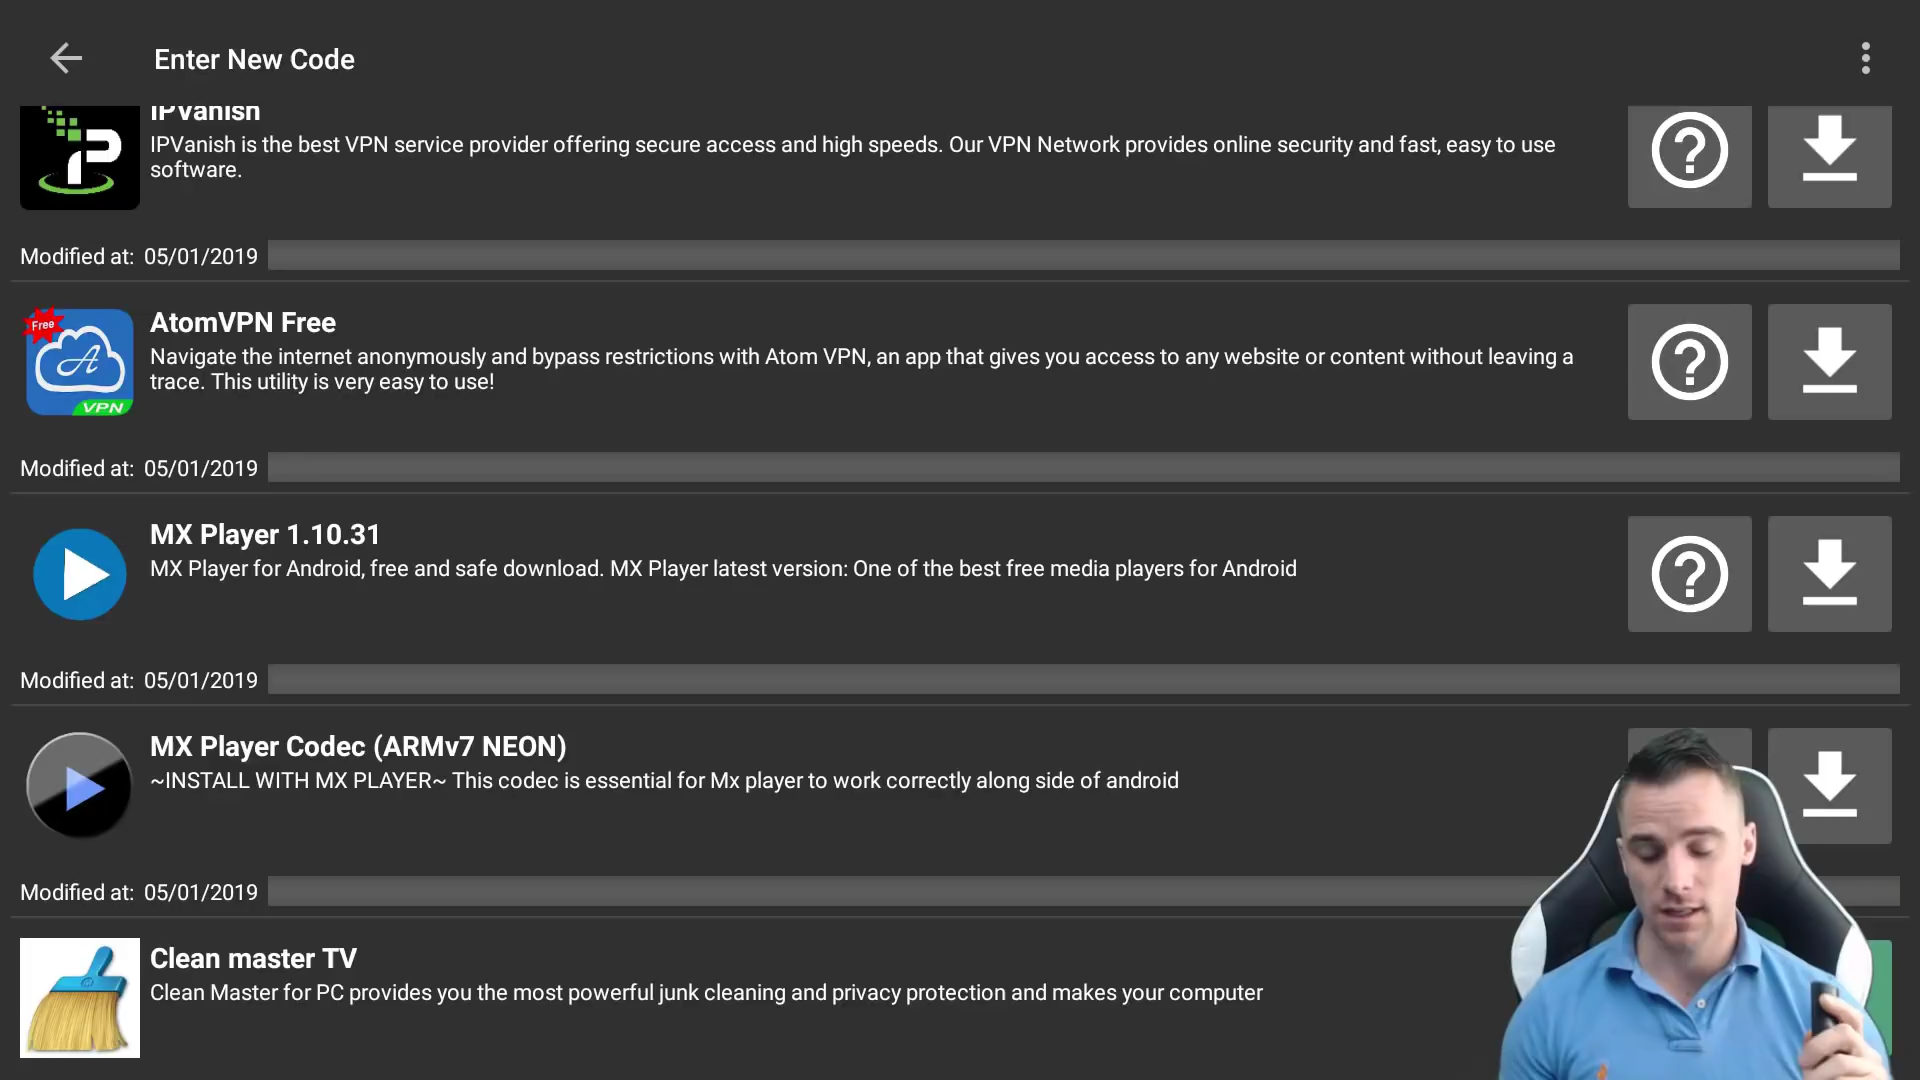 Enter New Code
IPVanish
IPVanish is the best VPN service provider offering secure access and high speeds. Our VPN Network provides online security and fast, easy to use
software.
Modified at: 05/01/2019
Free
A
VPN
AtomVPN Free
Navigate the internet anonymously and bypass restrictions with Atom VPN, an app that gives you access to any website or content without leaving a
trace. This utility is very easy to use!
Modified at: 05/01/2019
MX Player 1.10.31
MX Player for Android, free and safe download. MX Player latest version: One of the best free media players for Android
Modified at: 05/01/2019
MX Player Codec (ARMv7 NEON)
~INSTALL WITH MX PLAYER~ This codec is essential for Mx player to work correctly along side of android
Modified at: 05/01/2019
Clean master TV
Clean Master for PC provides you the most powerful junk cleaning and privacy protection and makes your computer